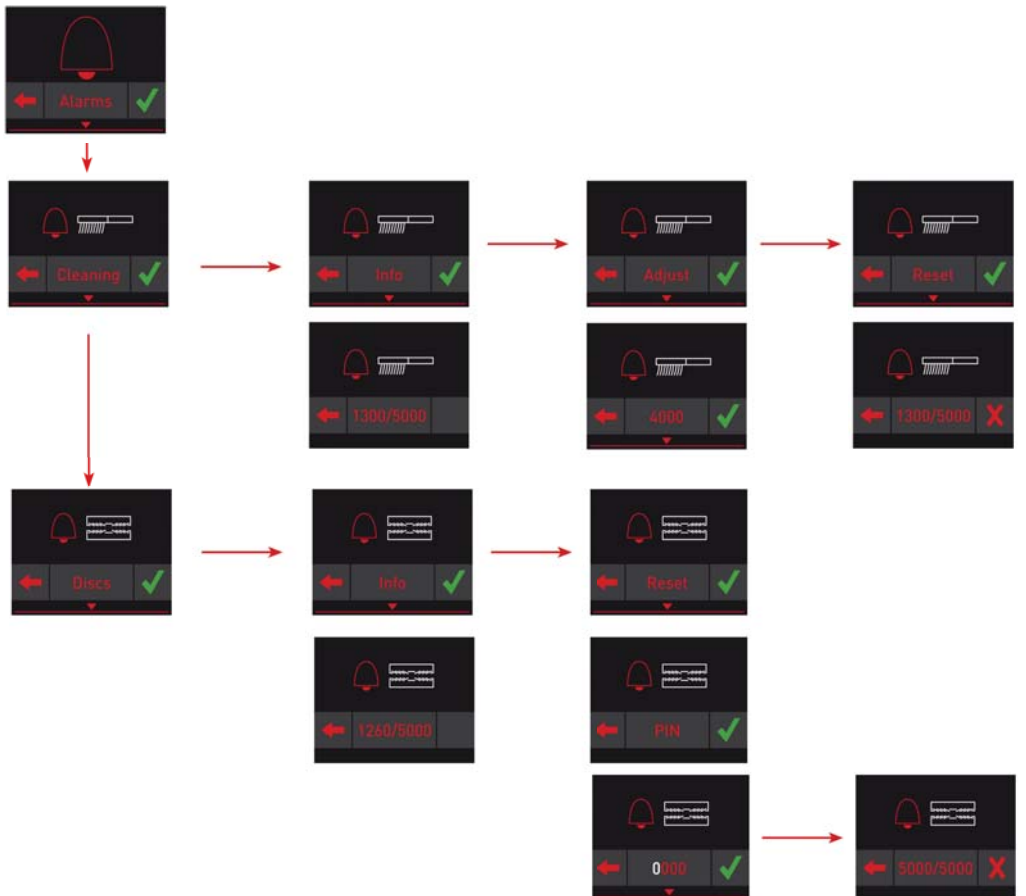 Alarms
Cleaning
Info
Adjust
Reset
1300/5000
4000
1300/5000
Discs
Info
Reset
1260/5000
PIN
0000
5000/5000